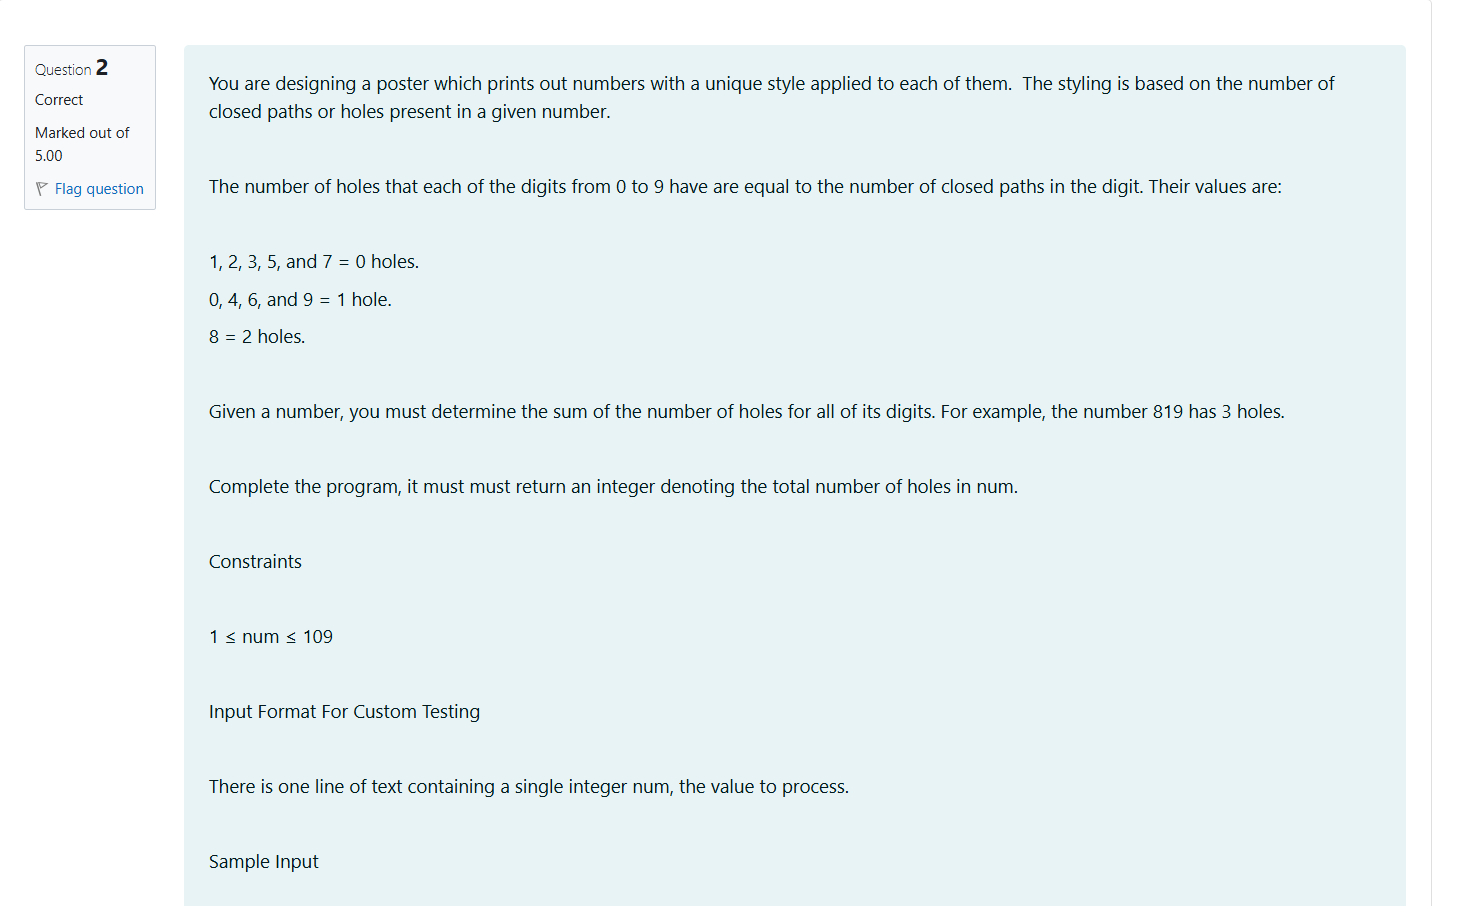 Question 2
Correct
Marked out of
5.00
Flag question
You are designing a poster which prints out numbers with a unique style applied to each of them.  The styling is based on the number of
closed paths or holes present in a given number.
The number of holes that each of the digits from 0 to 9 have are equal to the number of closed paths in the digit. Their values are:
1, 2, 3, 5, and 7 = 0 holes.
0, 4, 6, and 9 = 1 hole.
8 = 2 holes.
Given a number, you must determine the sum of the number of holes for all of its digits. For example, the number 819 has 3 holes.
Complete the program, it must must return an integer denoting the total number of holes in num.
Constraints
1 ≤ num ≤ 109
Input Format For Custom Testing
There is one line of text containing a single integer num, the value to process.
Sample Input